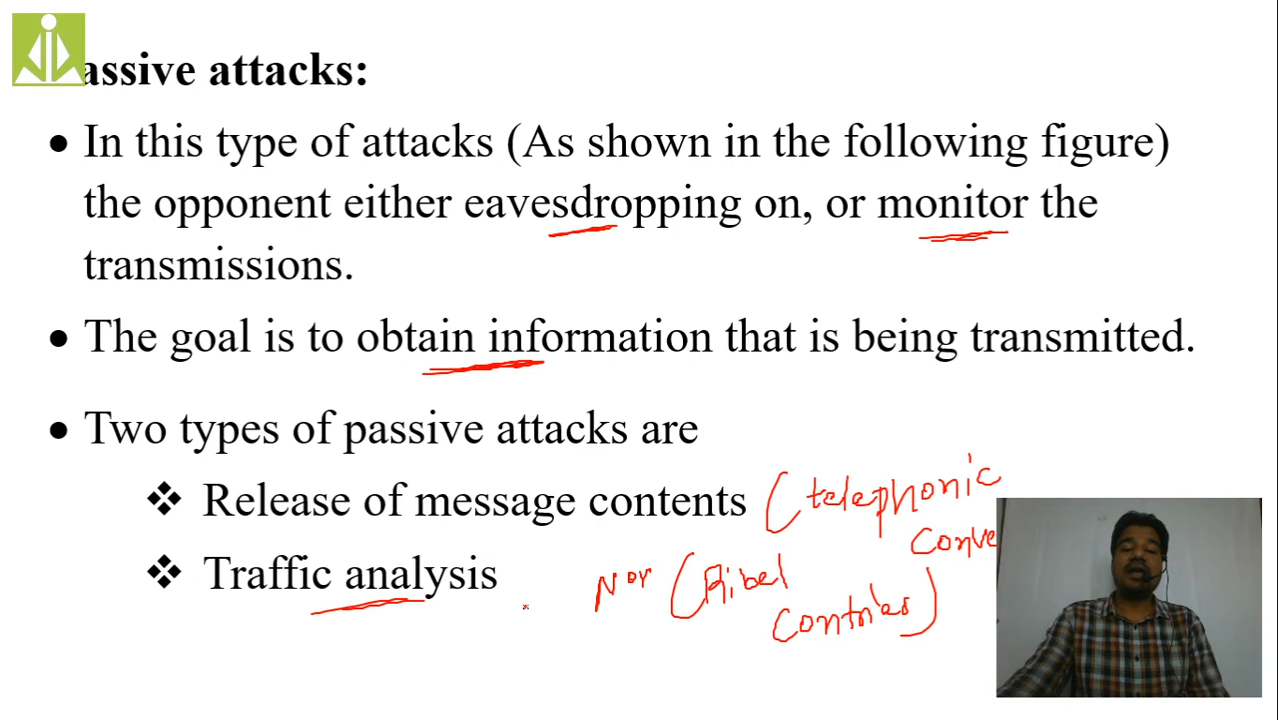 assive attacks:
• In this type of attacks (As shown in the following figure)
the opponent either eavesdropping on, or monitor the
transmissions.
• The goal is to obtain information that is being transmitted.
• Two types of passive attacks are
❖ Release of message contents (telephonic
conve
❖ Traffic analysis